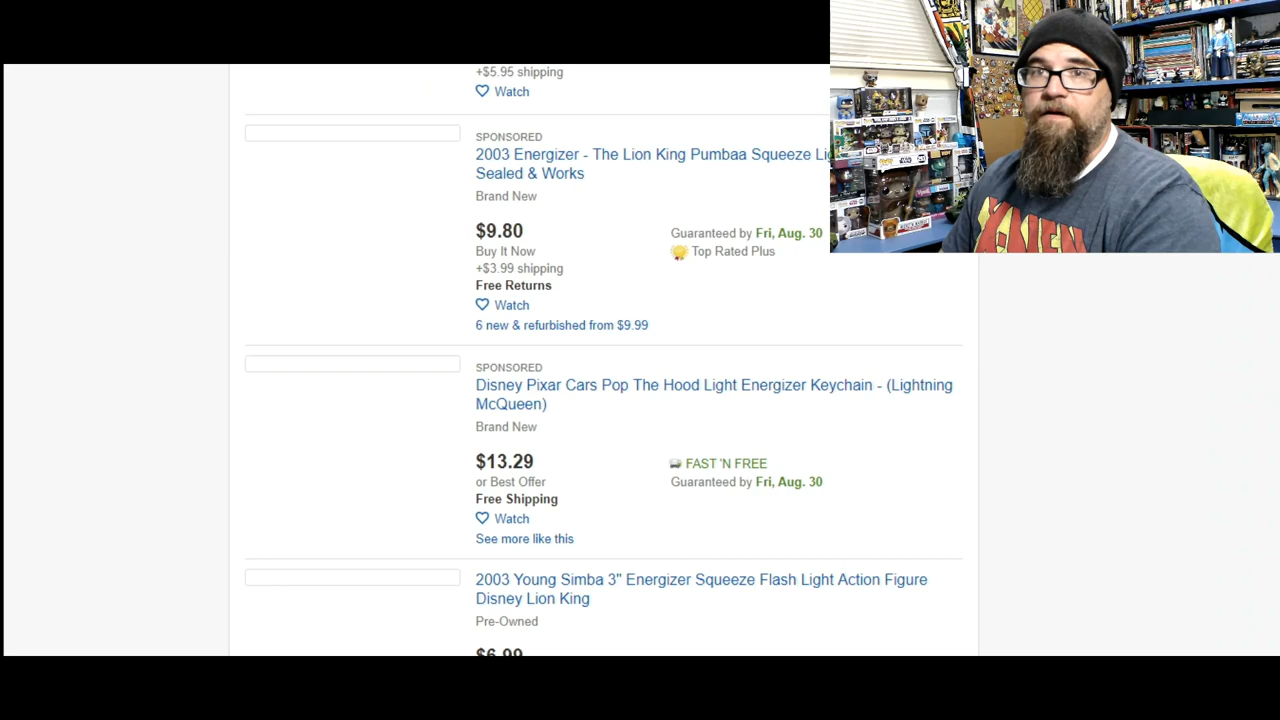 +$5.95 shipping
Watch
SPONSORED
2003 Energizer - The Lion King Pumbaa Squeeze
Sealed & Works
Brand New
$9.80
Buy It Now
+$3.99 shipping
Free Returns
Watch
6 new & refurbished from $9.99
Guaranteed by Fri, Aug. 30
Top Rated Plus
SPONSORED
Disney Pixar Cars Pop The Hood Light Energizer Keychain - (Lightning
McQueen)
Brand New
$13.29
or Best Offer
Free Shipping
Watch
See more like this
FAST 'N FREE
Guaranteed by Fri, Aug. 30
2003 Young Simba 3" Energizer Squeeze Flash Light Action Figure
Disney Lion King
Pre-Owned
$6.99
X-MEN